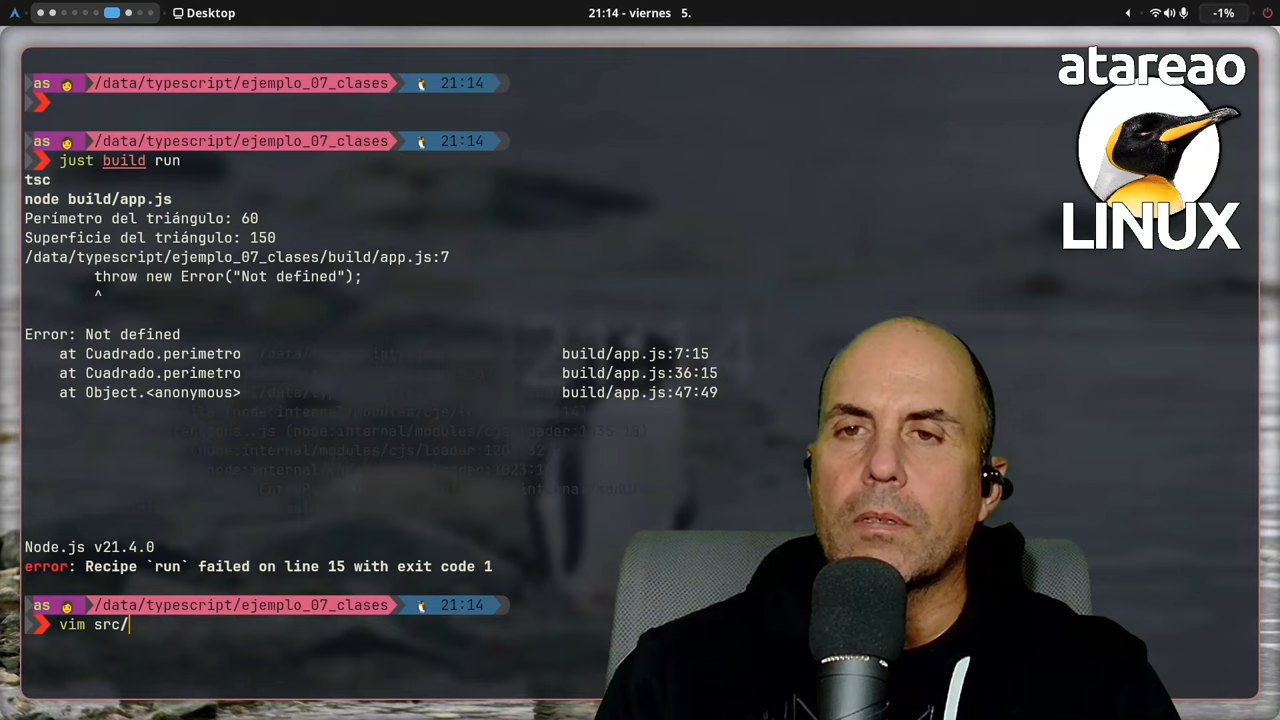 Desktop
21:14 - viernes 5.
-1%
atareao
LINUX
as /data/typescript/ejemplo_07_clases 21:14
as /data/typescript/ejemplo_07_clases 21:14
just build run
tsc
node build/app.js
Perímetro del triángulo: 60
Superficie del triángulo: 150
/data/typescript/ejemplo_07_clases/build/app.js:7
throw new Error("Not defined");
^
Error: Not defined
at Cuadrado.perimetro build/app.js:7:15
at Cuadrado.perimetro build/app.js:36:15
at Object.<anonymous> build/app.js:47:49
Node.js v21.4.0
error: Recipe `run` failed on line 15 with exit code 1
as /data/typescript/ejemplo_07_clases 21:14
vim src/